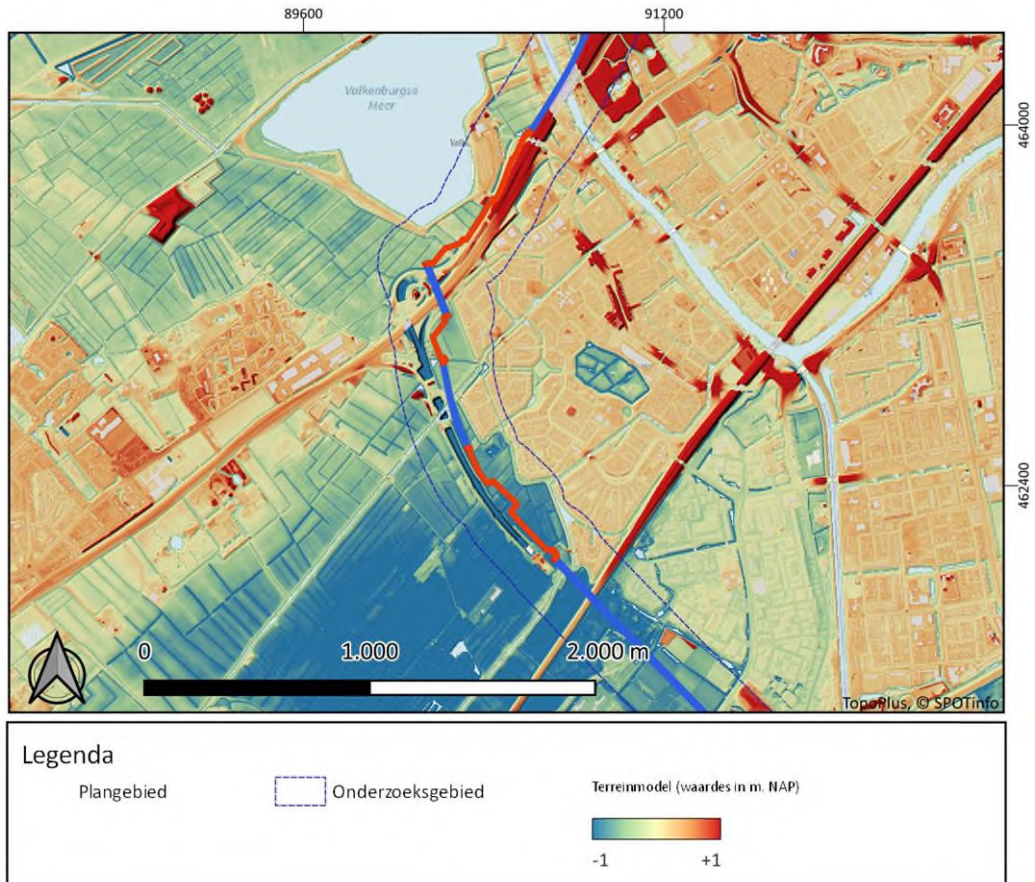 89600
91200
Valkenburgse
Meer
464000
462400
0
1.000
2.000 m
TopoPlus, © SPOTinfo
Legenda
Plangebied
Onderzoeksgebied
Terreinmodel (waardes in m. NAP)
-1
+1